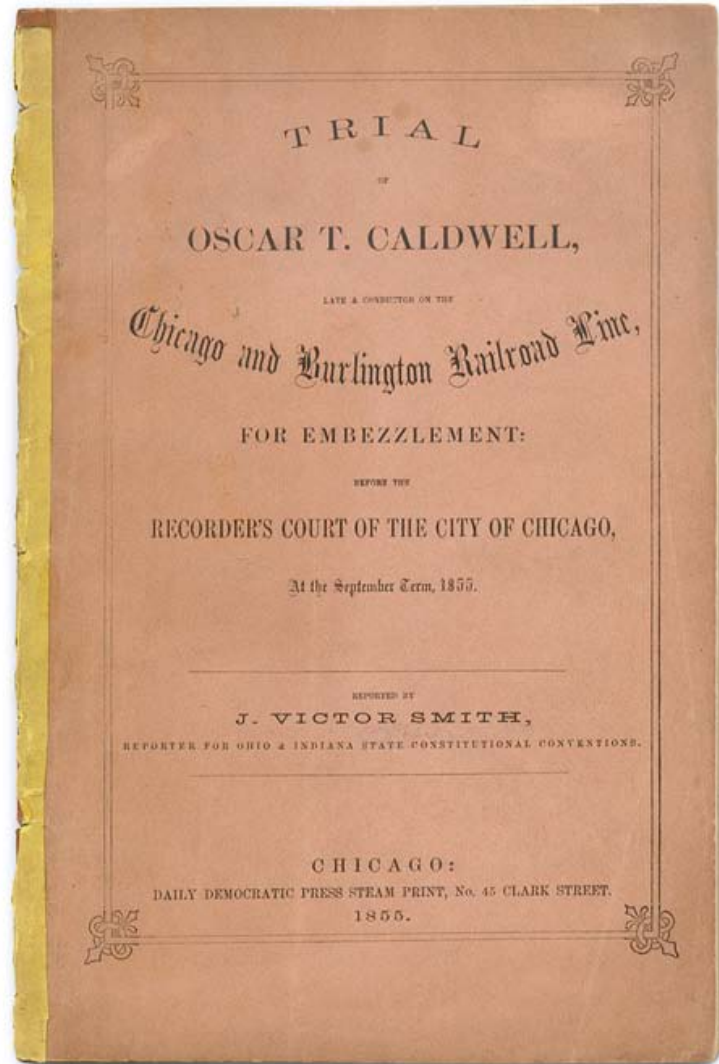 TRIAL
OF
OSCAR T. CALDWELL,
LATE A CONDUCTOR ON THE
Chicago and Burlington Railroad Line,
FOR EMBEZZLEMENT:
BEFORE THE
RECORDER'S COURT OF THE CITY OF CHICAGO,
At the September Term, 1855.
REPORTED BY
J. VICTOR SMITH,
REPORTER FOR OHIO & INDIANA STATE CONSTITUTIONAL CONVENTIONS.
CHICAGO:
DAILY DEMOCRATIC PRESS STEAM PRINT, No. 45 CLARK STREET.
1855.